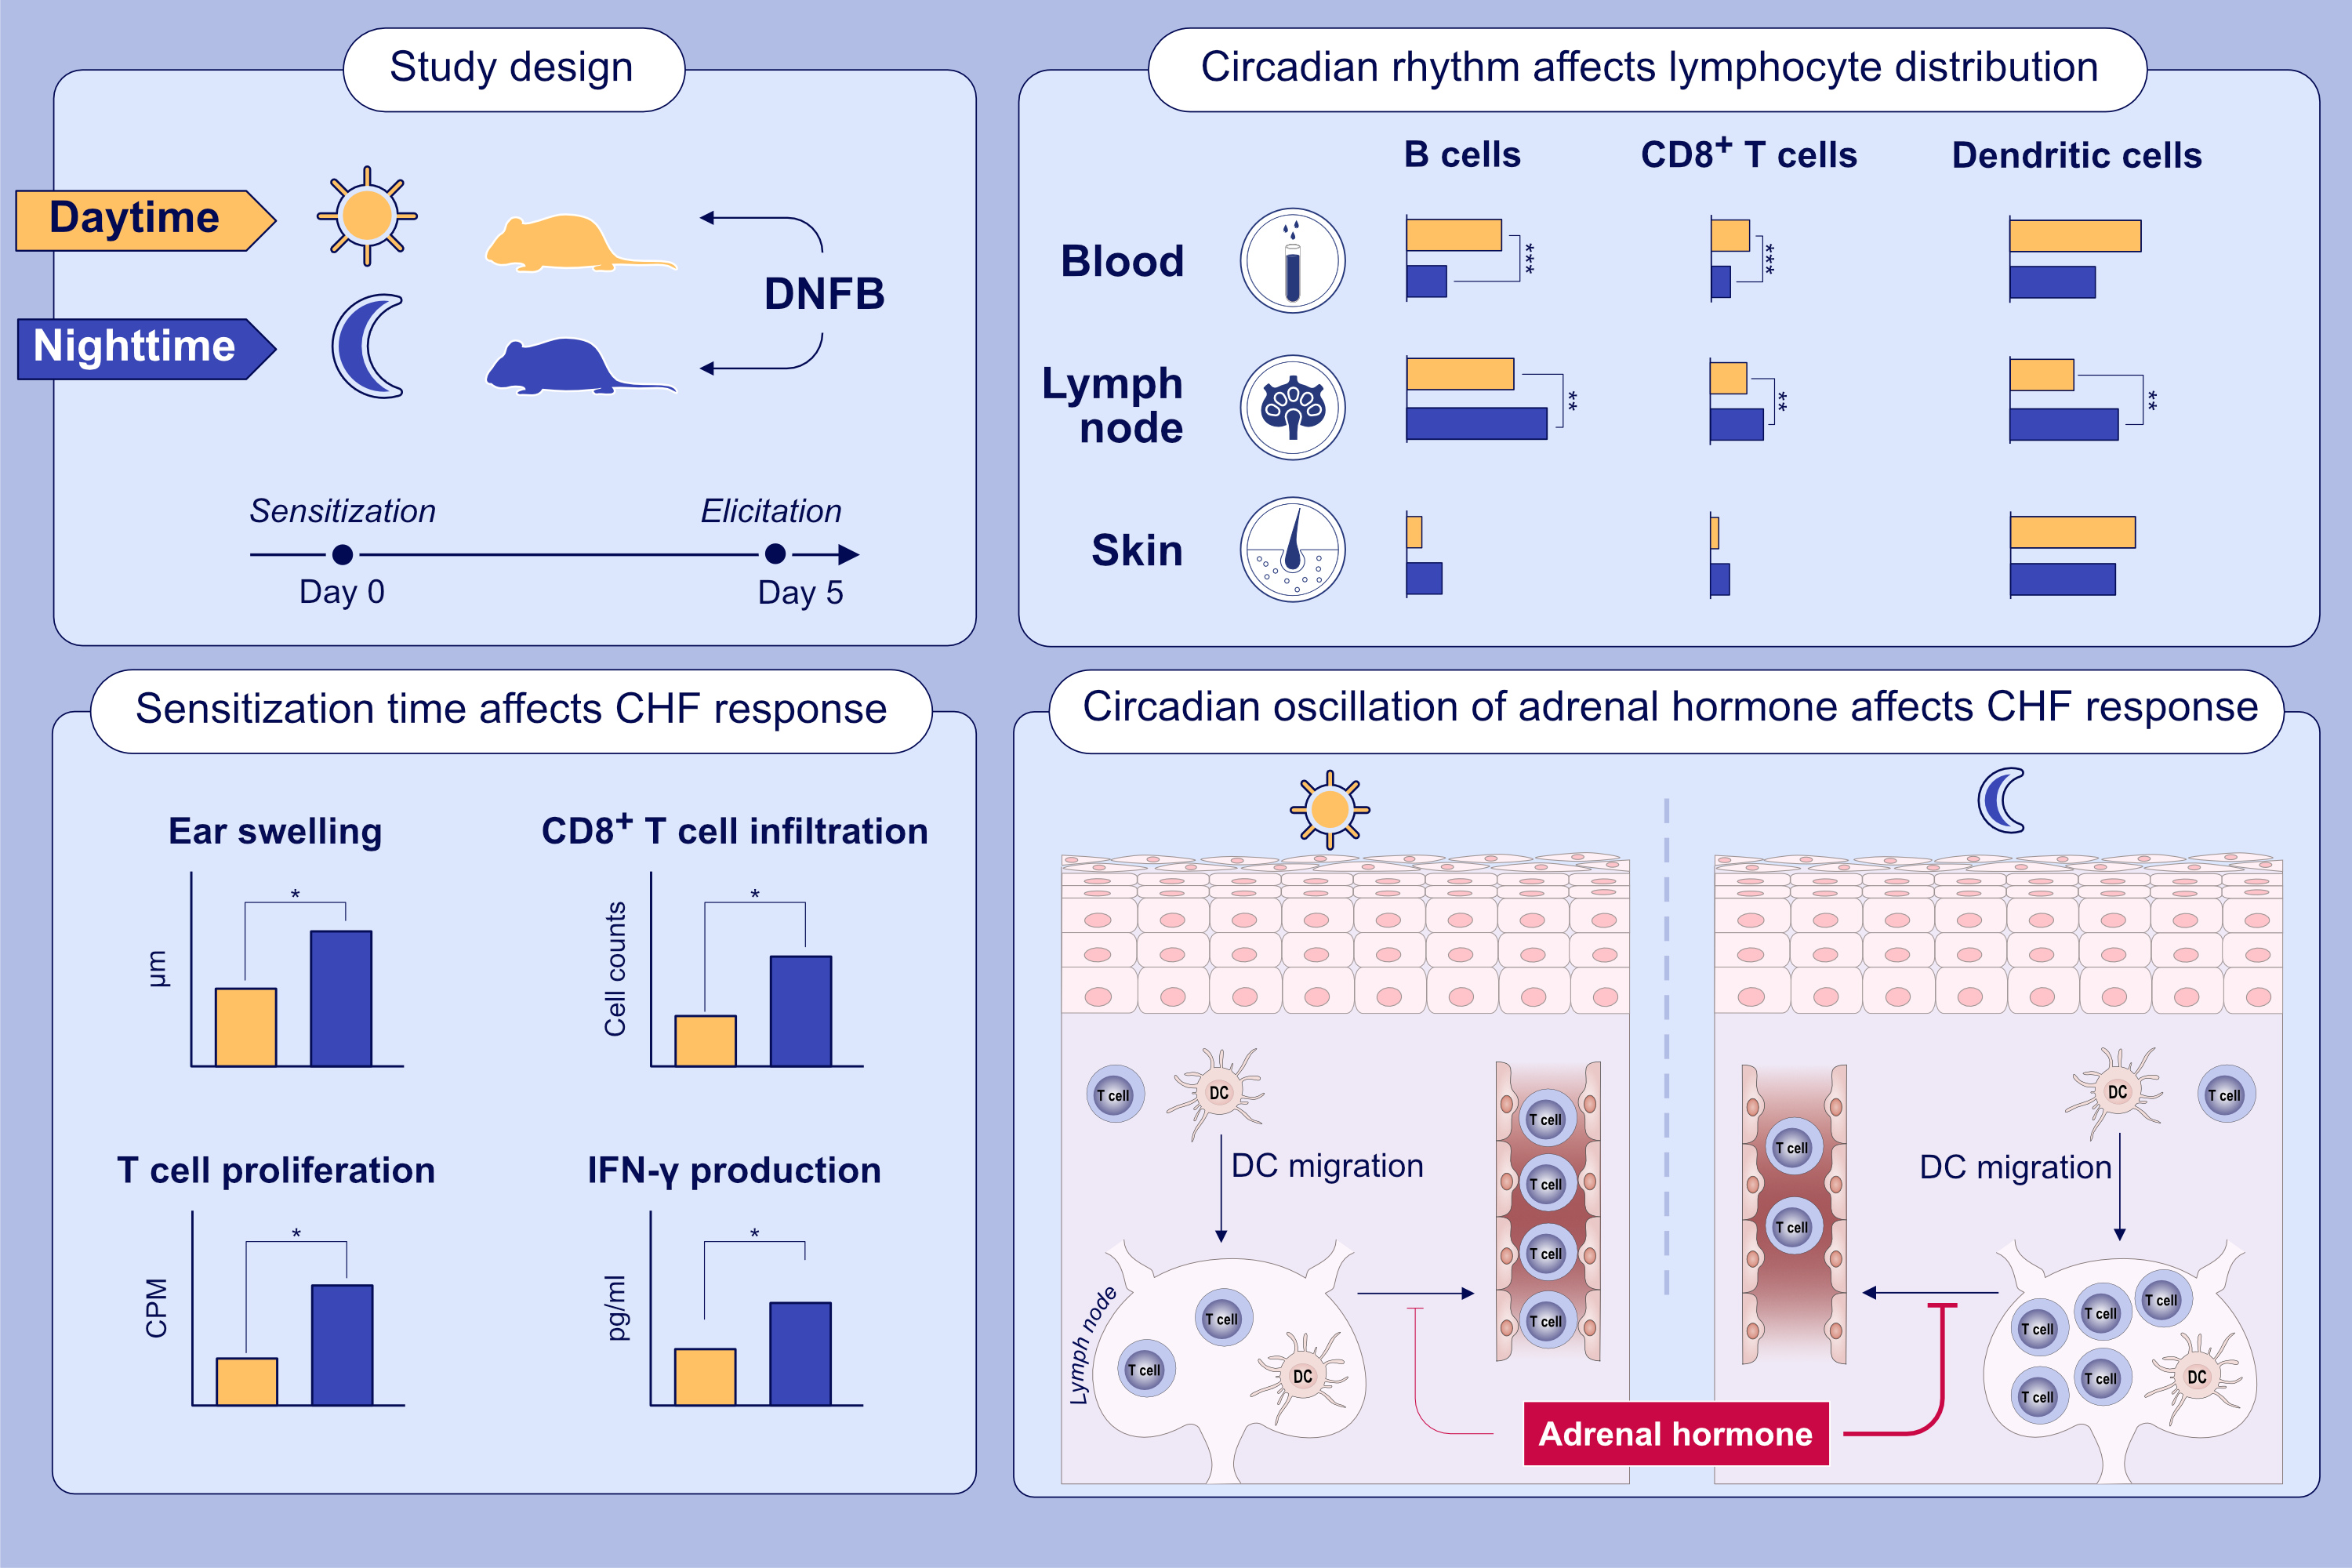 Study design
Daytime
Nighttime
DNFB
Sensitization
Elicitation
Day 0
Day 5
Circadian rhythm affects lymphocyte distribution
B cells
CD8+ T cells
Dendritic cells
Blood
***
***
Lymph
node
**
**
**
Skin
Sensitization time affects CHF response
Ear swelling
µm
*
CD8+ T cell infiltration
Cell counts
*
T cell proliferation
CPM
*
IFN-γ production
pg/ml
*
Circadian oscillation of adrenal hormone affects CHF response
T cell
DC
DC migration
T cell
T cell
T cell
T cell
Lymph node
T cell
T cell
DC
T cell
T cell
DC
T cell
DC migration
T cell
T cell
T cell
T cell
T cell
DC
Adrenal hormone